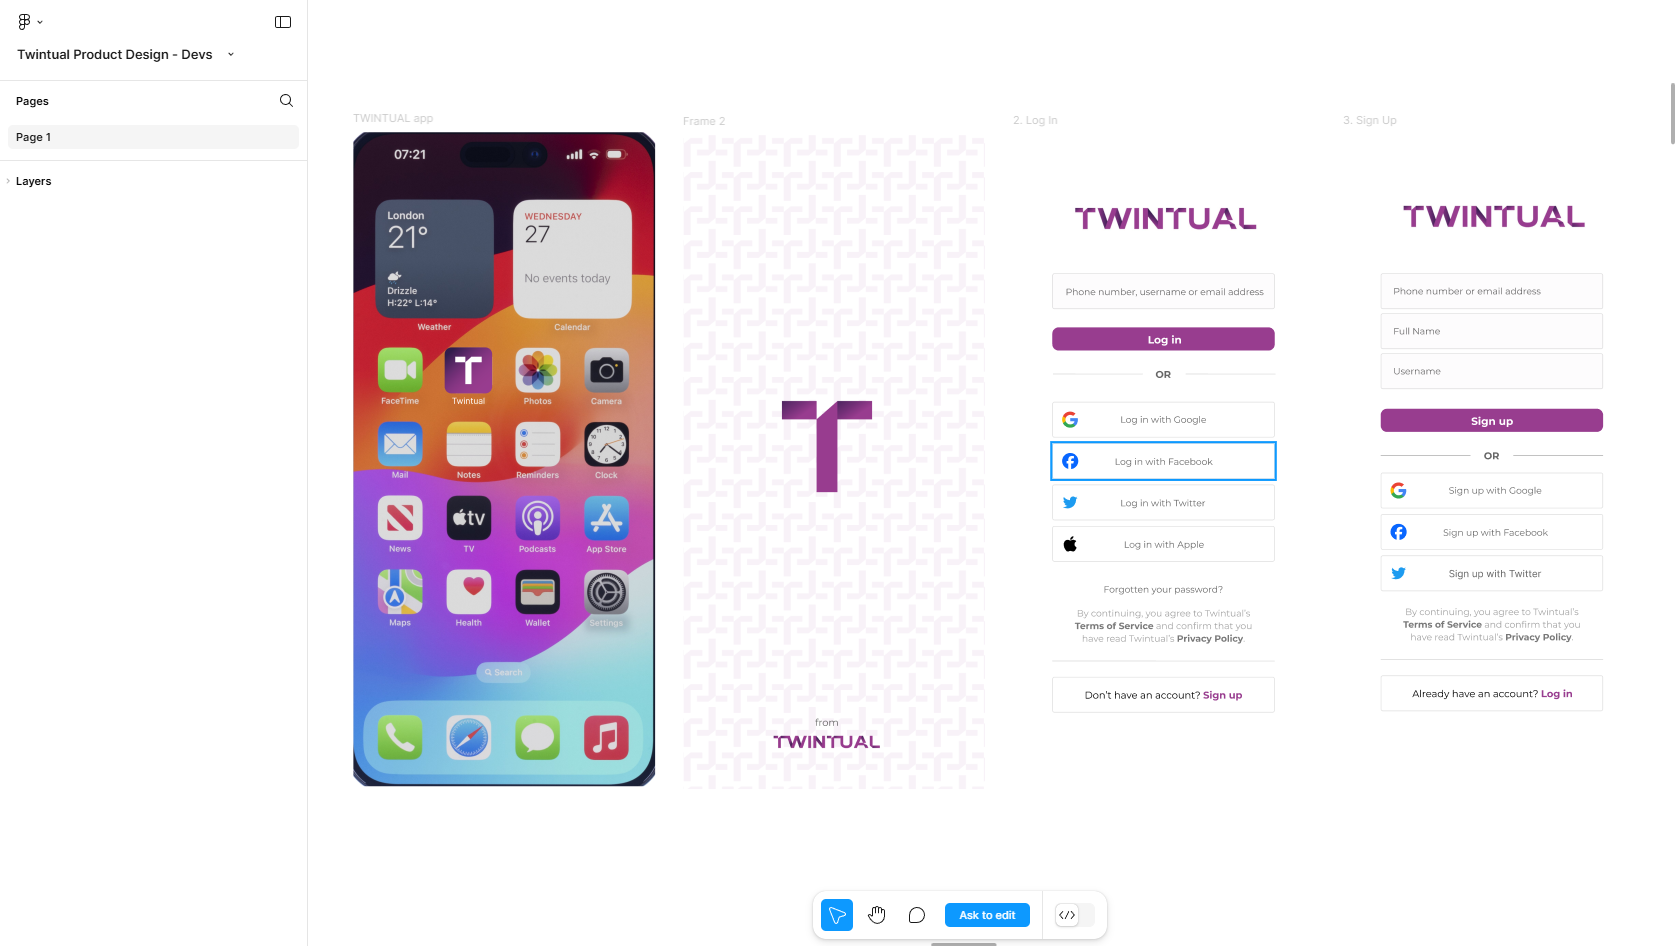 Twintual Product Design - Devs
Pages
Page 1
Layers
TWINTUAL app
07:21
London
21°
Drizzle
H:22° L:14°
Weather
WEDNESDAY
27
No events today
Calendar
FaceTime
Twintual
Photos
Camera
Mail
Notes
Reminders
Clock
News
tv
TV
Podcasts
App Store
Maps
Health
Wallet
Settings
Search
Frame 2
from
TWINTUAL
2. Log In
TWINTUAL
Phone number, username or email address
Log in
OR
Log in with Google
Log in with Facebook
Log in with Twitter
Log in with Apple
Forgotten your password?
By continuing, you agree to Twintual's
Terms of Service and confirm that you
have read Twintual's Privacy Policy.
Don't have an account? Sign up
3. Sign Up
TWINTUAL
Phone number or email address
Full Name
Username
Sign up
OR
Sign up with Google
Sign up with Facebook
Sign up with Twitter
By continuing, you agree to Twintual's
Terms of Service and confirm that you
have read Twintual's Privacy Policy.
Already have an account? Log in
Ask to edit